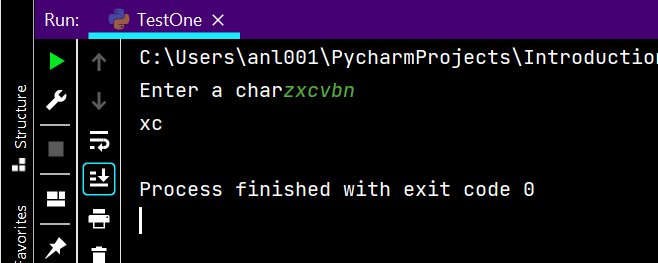 Run: TestOne ×
C:\Users\anl001\PycharmProjects\Introduction
Enter a charzxcvbn
xc
Process finished with exit code 0
Structure
Favorites